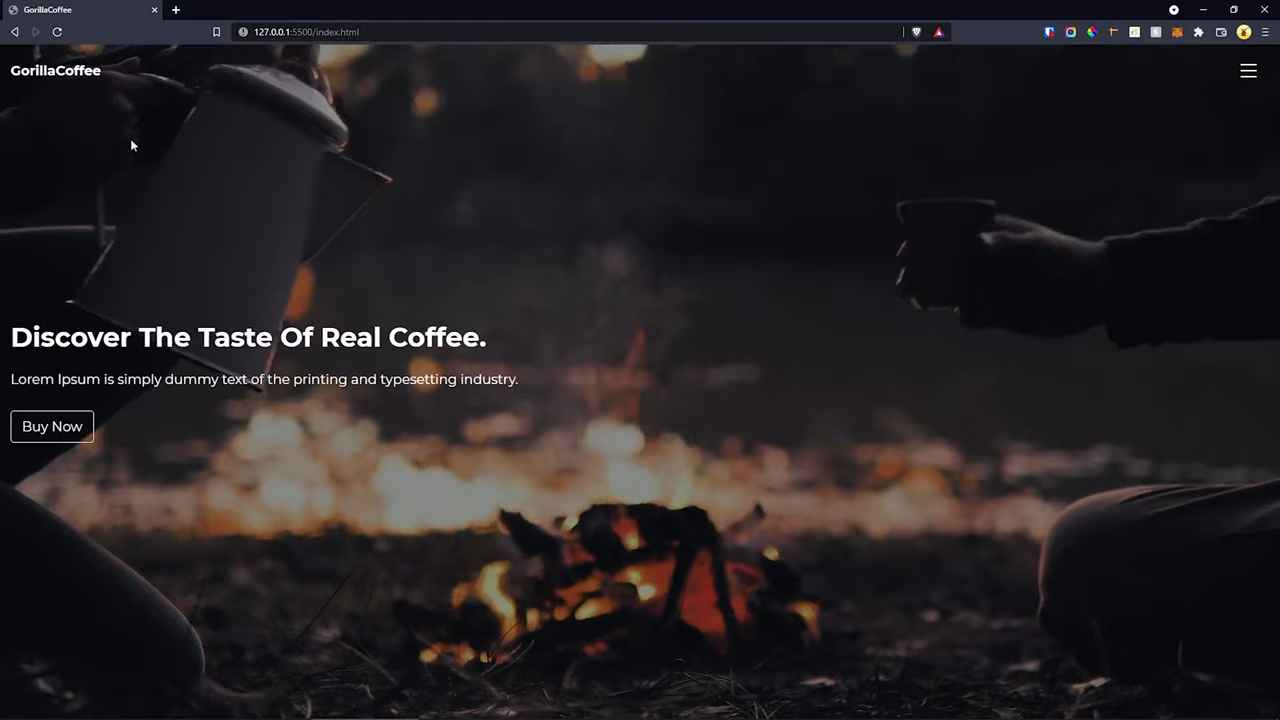 GorillaCoffee
127.0.0.1:5500/index.html
GorillaCoffee
Discover The Taste Of Real Coffee.
Lorem Ipsum is simply dummy text of the printing and typesetting industry.
Buy Now